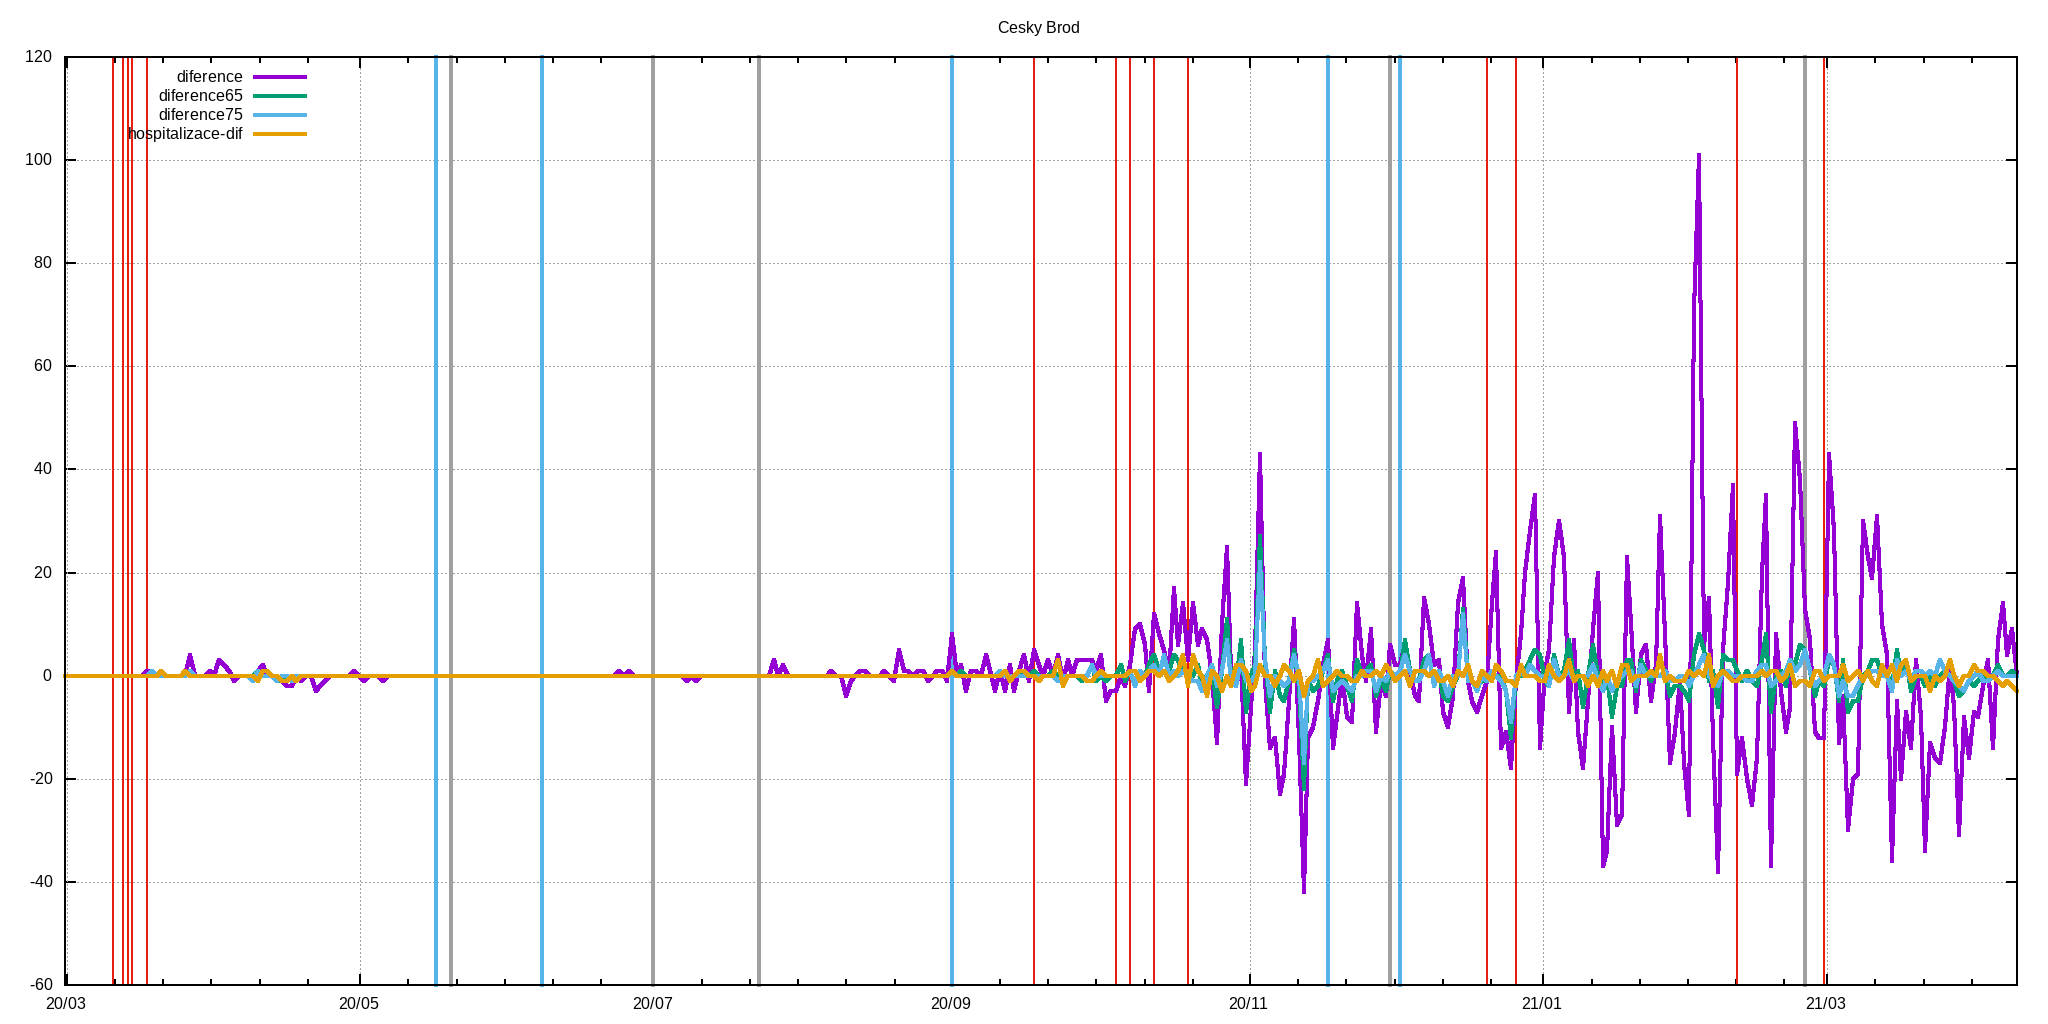 Cesky Brod
120
diference
diference65
diference75
hospitalizace-dif
100
80
60
40
20
0
-20
-40
-60
20/03 20/05 20/07 20/09 20/11 21/01 21/03